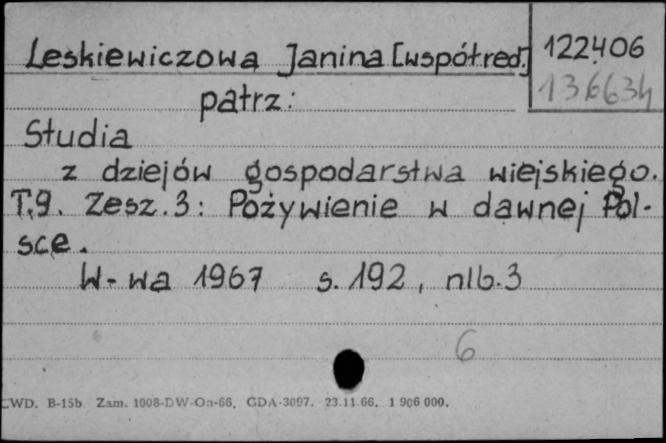 Leskiewiczowa Janina [współred.] 122406
136634
patrz:
Studia
z dziejów gospodarstwa wiejskiego.
T.9. Zesz.3: Pożywienie w dawnej Pol-
sce.
W-wa 1967 s. 192, nlb.3
6
CWD. B-15b Zam. 1008-DW-On-66. GDA-3097. 23.11.66. 1 906 000.